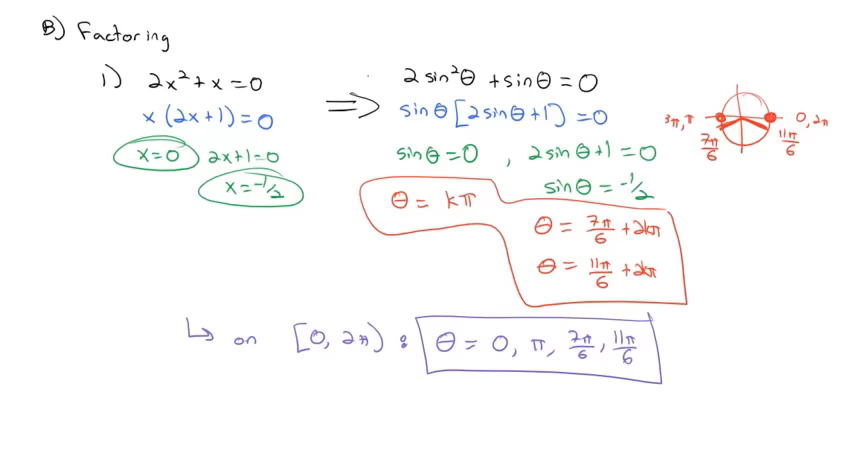 B) Factoring
i) 2x² + x = 0
x (2x+1) = 0
x = 0 2x+1 = 0
x = -1/2
⟹
2 sin²θ + sin θ = 0
sin θ [2 sin θ + 1] = 0
sin θ = 0 , 2 sin θ + 1 = 0
sin θ = -1/2
θ = kπ
θ = 7π/6 + 2kπ
θ = 11π/6 + 2kπ
3π, π 0, 2π
7π/6 11π/6
↳ on [0, 2π) : θ = 0, π, 7π/6, 11π/6